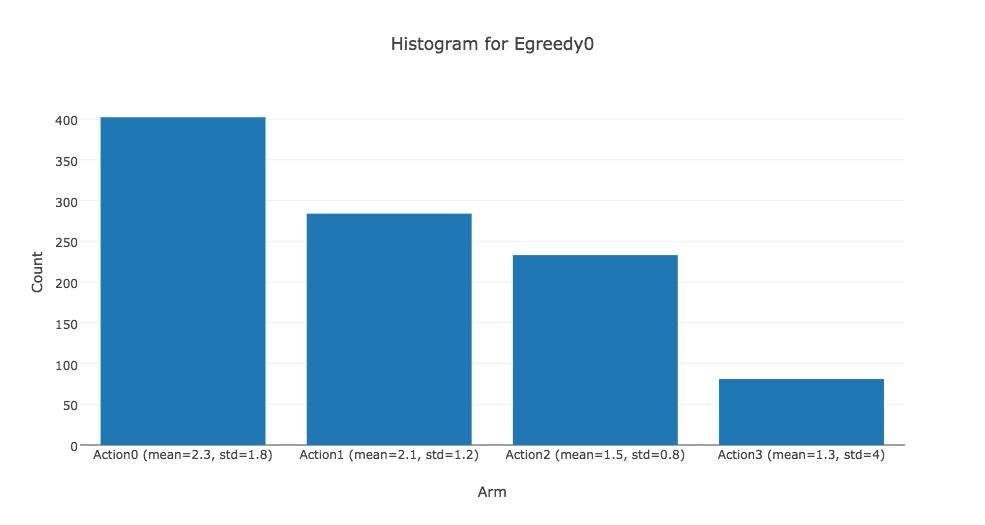 Histogram for Egreedy0
400
350
300
250
200
150
100
50
0
Count
Action0 (mean=2.3, std=1.8) Action1 (mean=2.1, std=1.2) Action2 (mean=1.5, std=0.8) Action3 (mean=1.3, std=4)
Arm